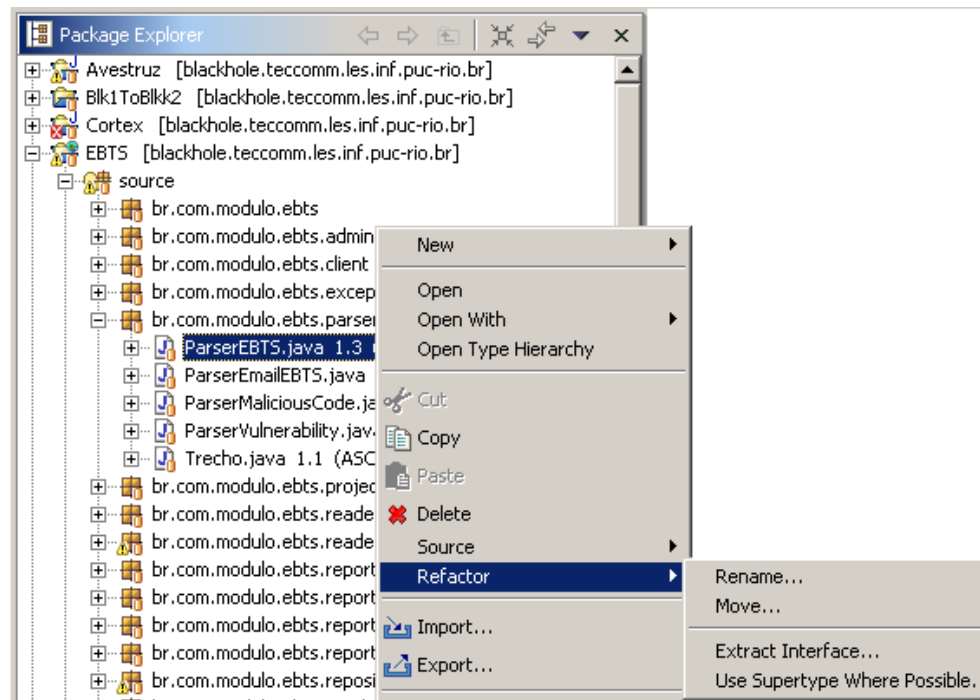 Package Explorer
Avestruz [blackhole.teccomm.les.inf.puc-rio.br]
Blk1ToBlkk2 [blackhole.teccomm.les.inf.puc-rio.br]
Cortex [blackhole.teccomm.les.inf.puc-rio.br]
EBTS [blackhole.teccomm.les.inf.puc-rio.br]
source
br.com.modulo.ebts
br.com.modulo.ebts.admin
br.com.modulo.ebts.client
br.com.modulo.ebts.excep
br.com.modulo.ebts.parser
ParserEBTS.java 1.3
ParserEmailEBTS.java
ParserMaliciousCode.ja
ParserVulnerability.jav
Trecho.java 1.1 (ASC
br.com.modulo.ebts.projec
br.com.modulo.ebts.reade
br.com.modulo.ebts.reade
br.com.modulo.ebts.report
br.com.modulo.ebts.report
br.com.modulo.ebts.report
br.com.modulo.ebts.report
br.com.modulo.ebts.reposi
New
Open
Open With
Open Type Hierarchy
Cut
Copy
Paste
Delete
Source
Refactor
Import...
Export...
Rename...
Move...
Extract Interface...
Use Supertype Where Possible.